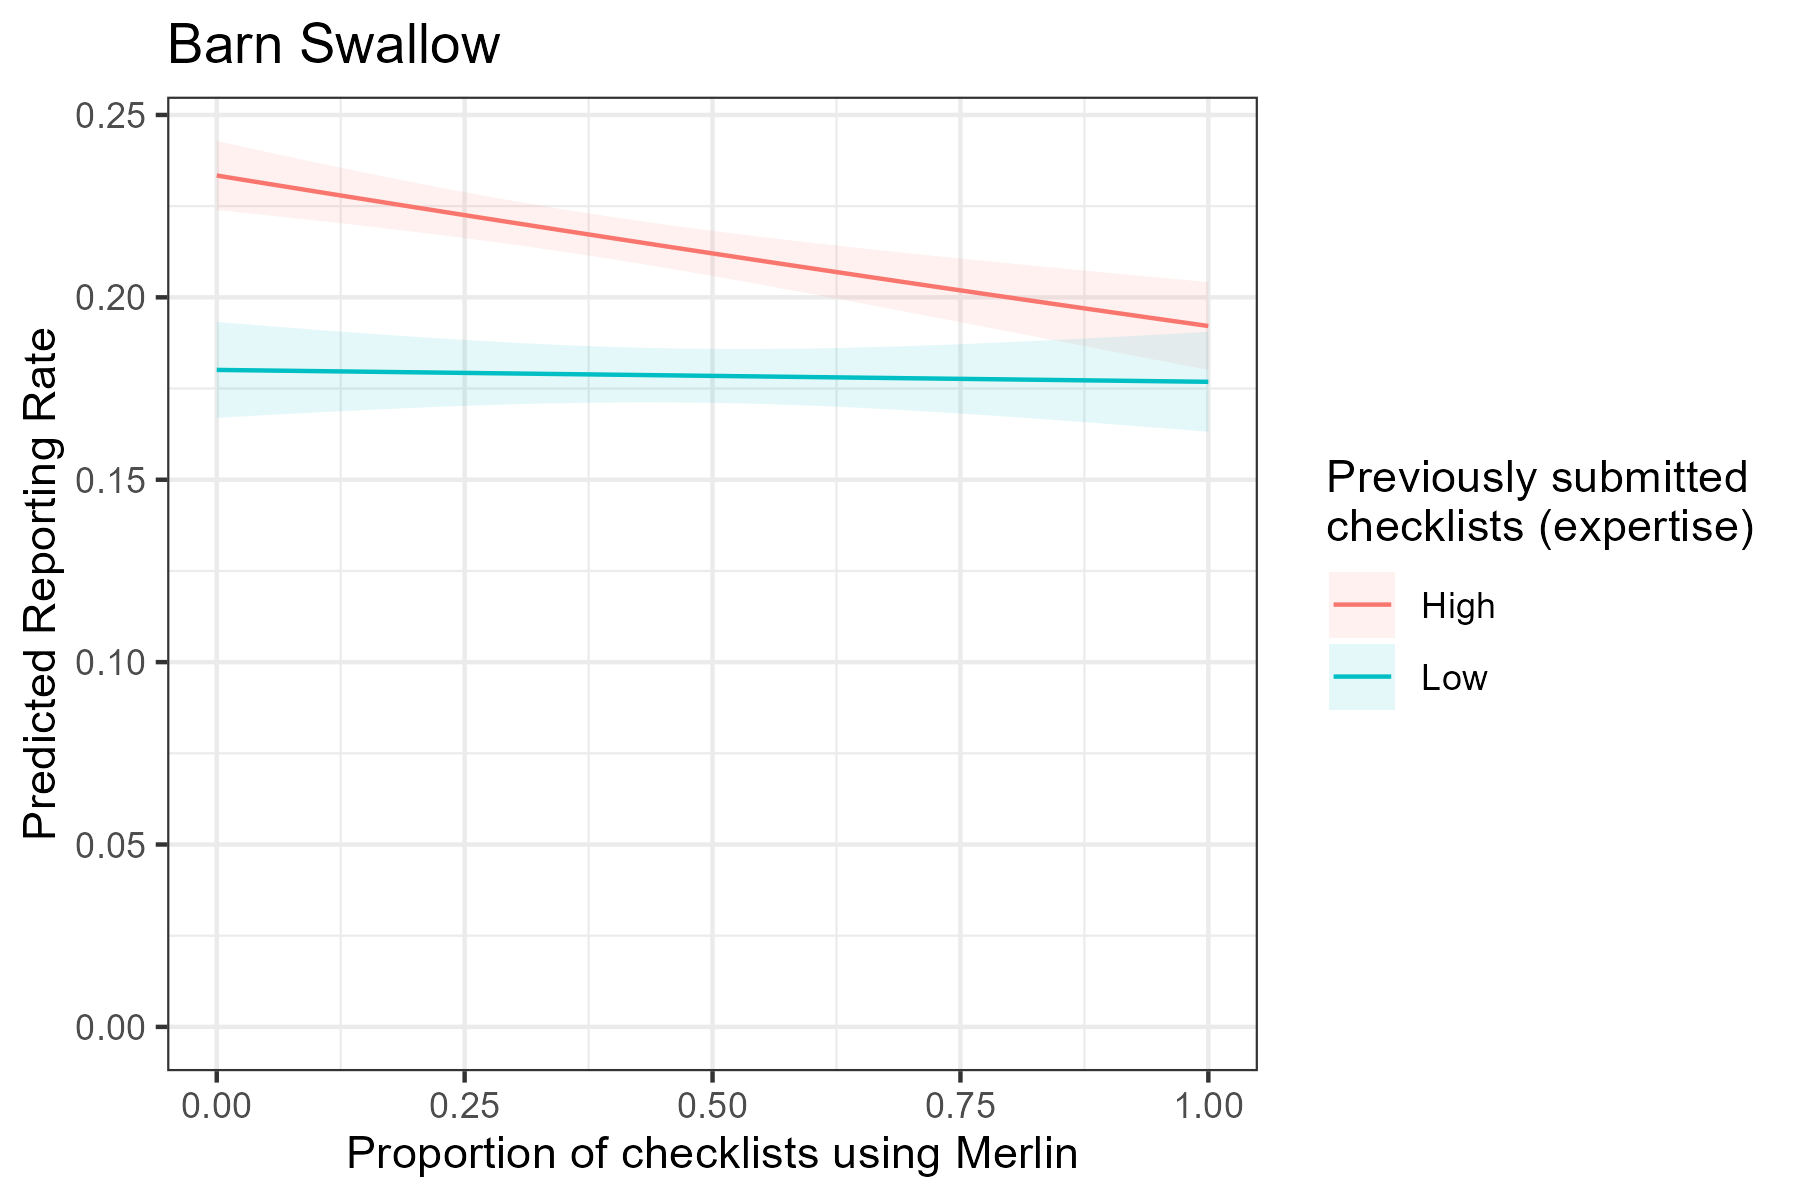 Barn Swallow
0.25
0.20
0.15
0.10
0.05
0.00
Predicted Reporting Rate
0.00 0.25 0.50 0.75 1.00
Proportion of checklists using Merlin
Previously submitted
checklists (expertise)
High
Low